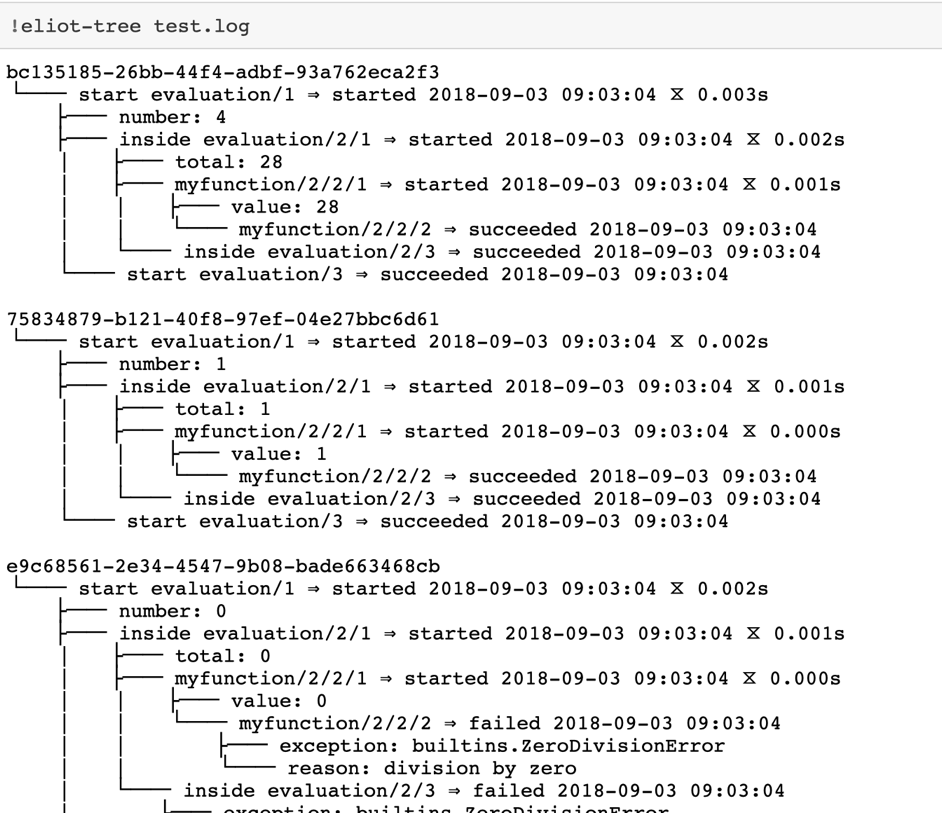 !eliot-tree test.log
bc135185-26bb-44f4-adbf-93a762eca2f3
└── start evaluation/1 ⇒ started 2018-09-03 09:03:04 ⧖ 0.003s
├── number: 4
├── inside evaluation/2/1 ⇒ started 2018-09-03 09:03:04 ⧖ 0.002s
├── total: 28
├── myfunction/2/2/1 ⇒ started 2018-09-03 09:03:04 ⧖ 0.001s
├── value: 28
└── myfunction/2/2/2 ⇒ succeeded 2018-09-03 09:03:04
└── inside evaluation/2/3 ⇒ succeeded 2018-09-03 09:03:04
└── start evaluation/3 ⇒ succeeded 2018-09-03 09:03:04
75834879-b121-40f8-97ef-04e27bbc6d61
└── start evaluation/1 ⇒ started 2018-09-03 09:03:04 ⧖ 0.002s
├── number: 1
├── inside evaluation/2/1 ⇒ started 2018-09-03 09:03:04 ⧖ 0.001s
├── total: 1
├── myfunction/2/2/1 ⇒ started 2018-09-03 09:03:04 ⧖ 0.000s
├── value: 1
└── myfunction/2/2/2 ⇒ succeeded 2018-09-03 09:03:04
└── inside evaluation/2/3 ⇒ succeeded 2018-09-03 09:03:04
└── start evaluation/3 ⇒ succeeded 2018-09-03 09:03:04
e9c68561-2e34-4547-9b08-bade663468cb
└── start evaluation/1 ⇒ started 2018-09-03 09:03:04 ⧖ 0.002s
├── number: 0
├── inside evaluation/2/1 ⇒ started 2018-09-03 09:03:04 ⧖ 0.001s
├── total: 0
├── myfunction/2/2/1 ⇒ started 2018-09-03 09:03:04 ⧖ 0.000s
├── value: 0
└── myfunction/2/2/2 ⇒ failed 2018-09-03 09:03:04
├── exception: builtins.ZeroDivisionError
└── reason: division by zero
└── inside evaluation/2/3 ⇒ failed 2018-09-03 09:03:04
├── exception: builtins.ZeroDivisionError